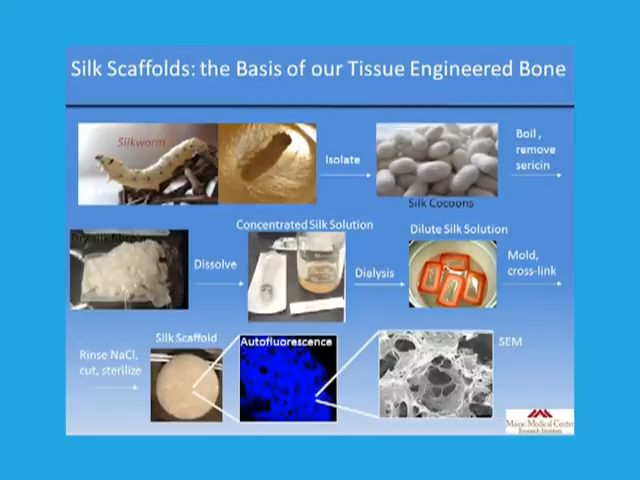 Silk Scaffolds: the Basis of our Tissue Engineered Bone
Silkworm
Isolate
Silk Cocoons
Boil ,
remove
sericin
Dissolve
Concentrated Silk Solution
Dialysis
Dilute Silk Solution
Mold,
cross-link
Rinse NaCl,
cut, sterilize
Silk Scaffold
Autofluorescence
SEM
Maine Medical Center
Research Institute